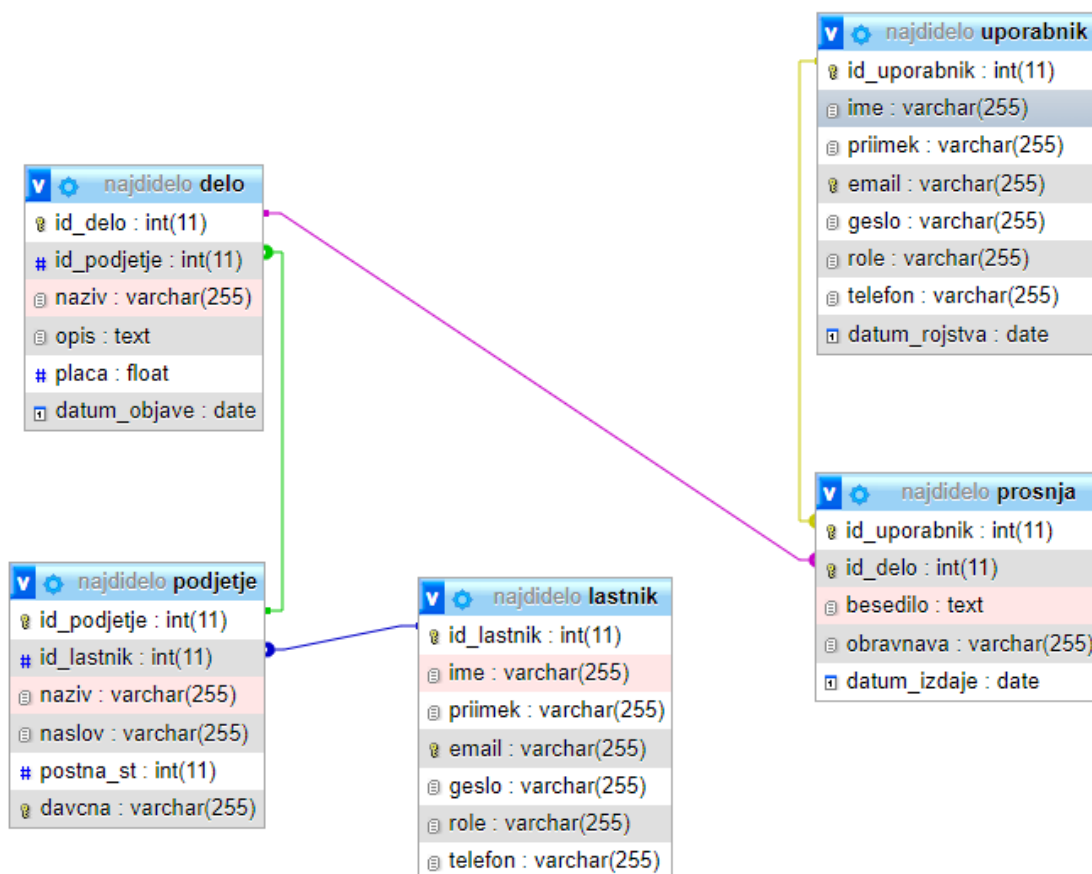 najdidelo uporabnik
id_uporabnik : int(11)
ime : varchar(255)
priimek : varchar(255)
email : varchar(255)
geslo : varchar(255)
role : varchar(255)
telefon : varchar(255)
datum_rojstva : date
najdidelo delo
id_delo : int(11)
id_podjetje : int(11)
naziv : varchar(255)
opis : text
placa : float
datum_objave : date
najdidelo prosnja
id_uporabnik : int(11)
id_delo : int(11)
besedilo : text
obravnava : varchar(255)
datum_izdaje : date
najdidelo podjetje
id_podjetje : int(11)
id_lastnik : int(11)
naziv : varchar(255)
naslov : varchar(255)
postna_st : int(11)
davcna : varchar(255)
najdidelo lastnik
id_lastnik : int(11)
ime : varchar(255)
priimek : varchar(255)
email : varchar(255)
geslo : varchar(255)
role : varchar(255)
telefon : varchar(255)